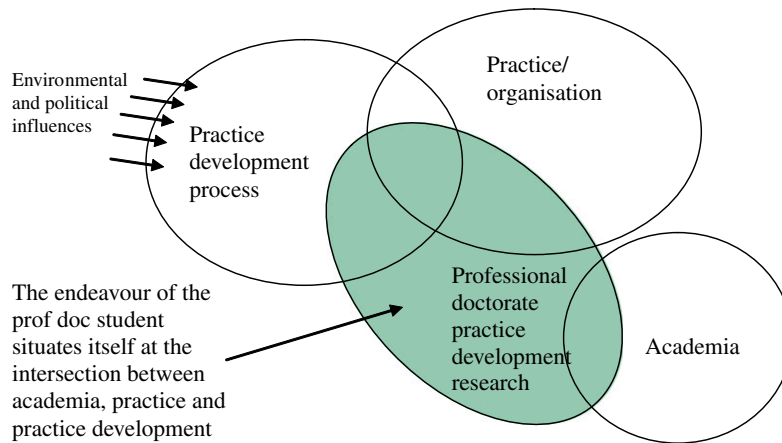 Environmental
and political
influences
Practice
development
process
Practice/
organisation
The endeavour of the
prof doc student
situates itself at the
intersection between
academia, practice and
practice development
Professional
doctorate
practice
development
research
Academia